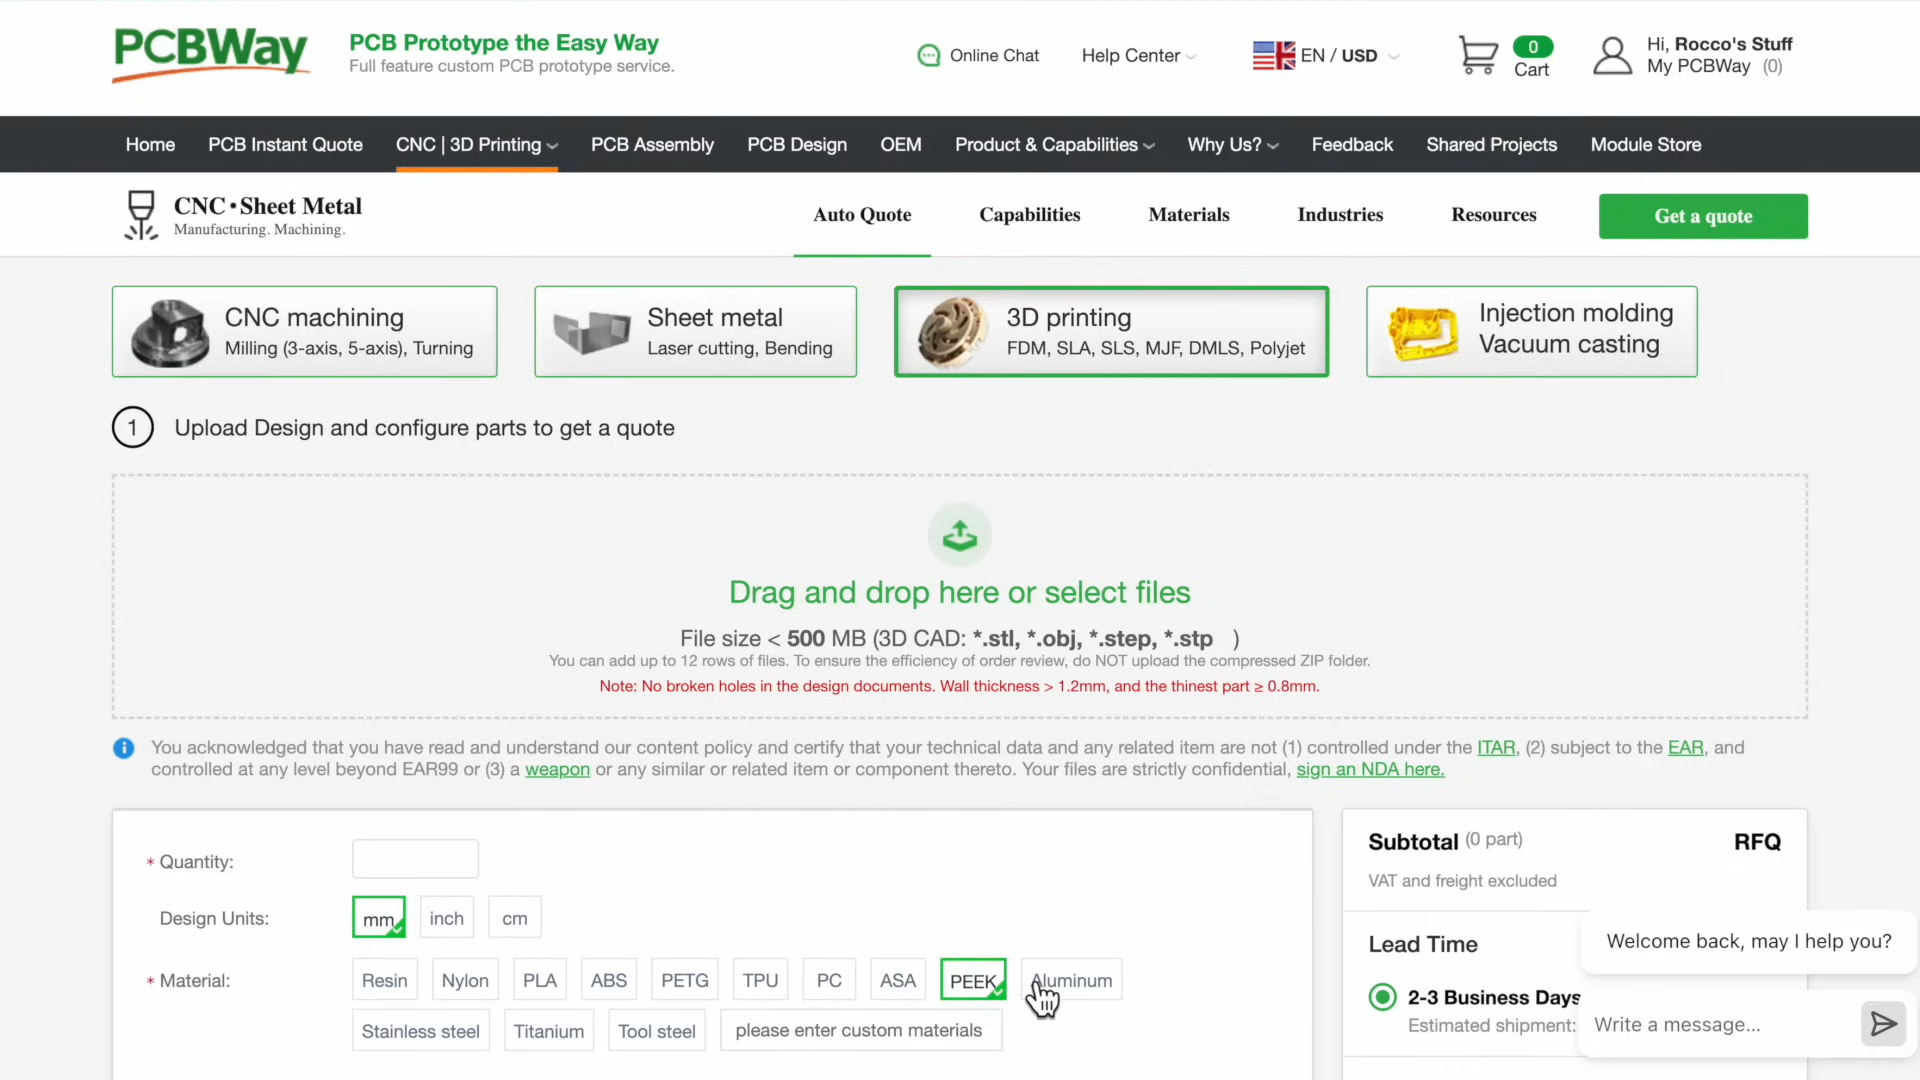 PCBWay
PCB Prototype the Easy Way
Full feature custom PCB prototype service.
Online Chat
Help Center
EN / USD
0
Cart
Hi, Rocco's Stuff
My PCBWay (0)
Home
PCB Instant Quote
CNC | 3D Printing
PCB Assembly
PCB Design
OEM
Product & Capabilities
Why Us?
Feedback
Shared Projects
Module Store
CNC • Sheet Metal
Manufacturing. Machining.
Auto Quote
Capabilities
Materials
Industries
Resources
Get a quote
CNC machining
Milling (3-axis, 5-axis), Turning
Sheet metal
Laser cutting, Bending
3D printing
FDM, SLA, SLS, MJF, DMLS, Polyjet
Injection molding
Vacuum casting
1
Upload Design and configure parts to get a quote
Drag and drop here or select files
File size < 500 MB (3D CAD: *.stl, *.obj, *.step, *.stp )
You can add up to 12 rows of files. To ensure the efficiency of order review, do NOT upload the compressed ZIP folder.
Note: No broken holes in the design documents. Wall thickness > 1.2mm, and the thinest part ≥ 0.8mm.
You acknowledged that you have read and understand our content policy and certify that your technical data and any related item are not (1) controlled under the ITAR, (2) subject to the EAR, and
controlled at any level beyond EAR99 or (3) a weapon or any similar or related item or component thereto. Your files are strictly confidential, sign an NDA here.
* Quantity:
Design Units:
mm
inch
cm
* Material:
Resin
Nylon
PLA
ABS
PETG
TPU
PC
ASA
PEEK
Aluminum
Stainless steel
Titanium
Tool steel
please enter custom materials
Subtotal (0 part)
RFQ
VAT and freight excluded
Lead Time
2-3 Business Days
Estimated shipment:
Welcome back, may I help you?
Write a message...